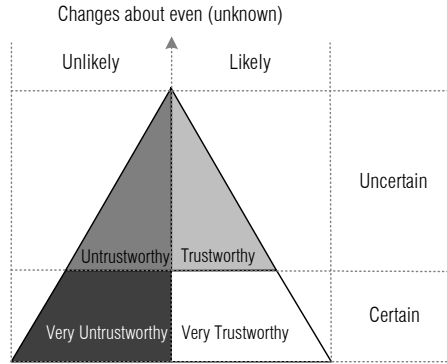 Changes about even (unknown)
Unlikely Likely
Uncertain
Untrustworthy Trustworthy
Certain
Very Untrustworthy Very Trustworthy